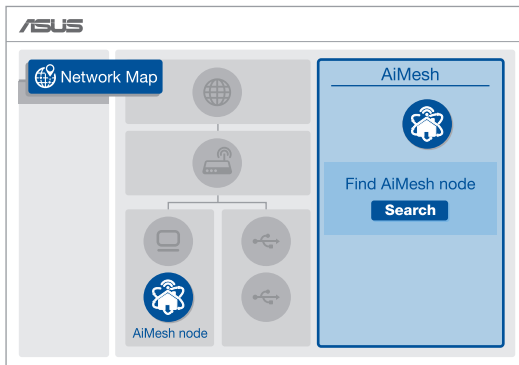 ASUS
Network Map
AiMesh
Find AiMesh node
Search
AiMesh node